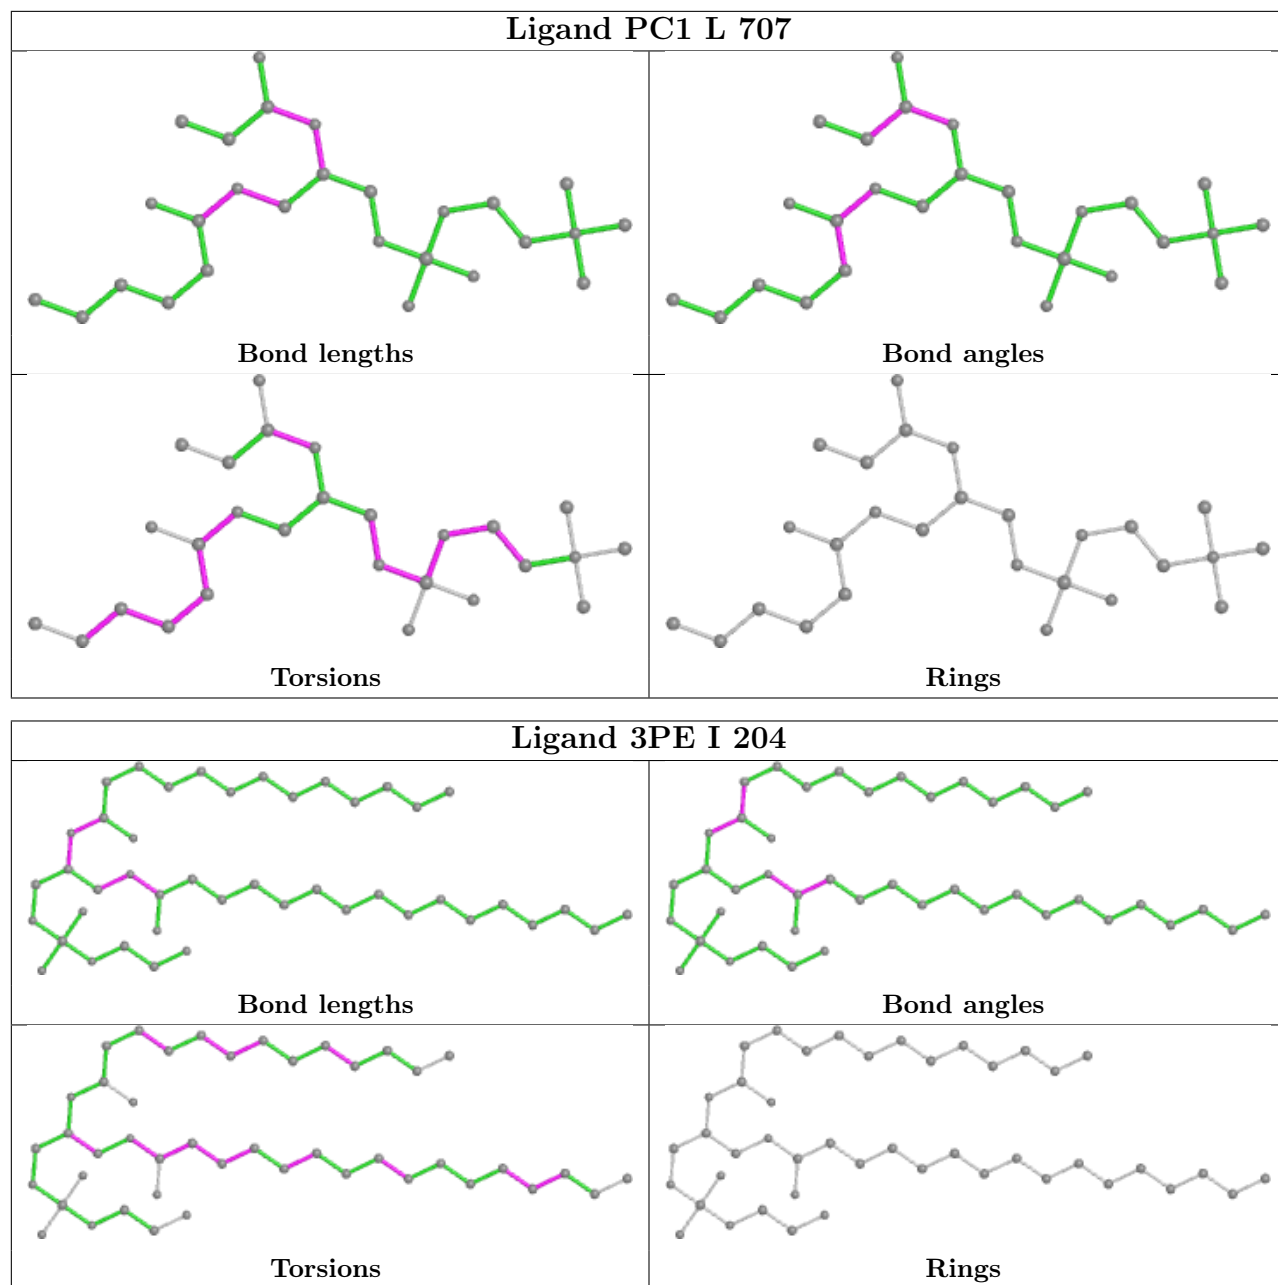 Ligand PC1 L 707
Bond lengths
Bond angles
Torsions
Rings
Ligand 3PE I 204
Bond lengths
Bond angles
Torsions
Rings